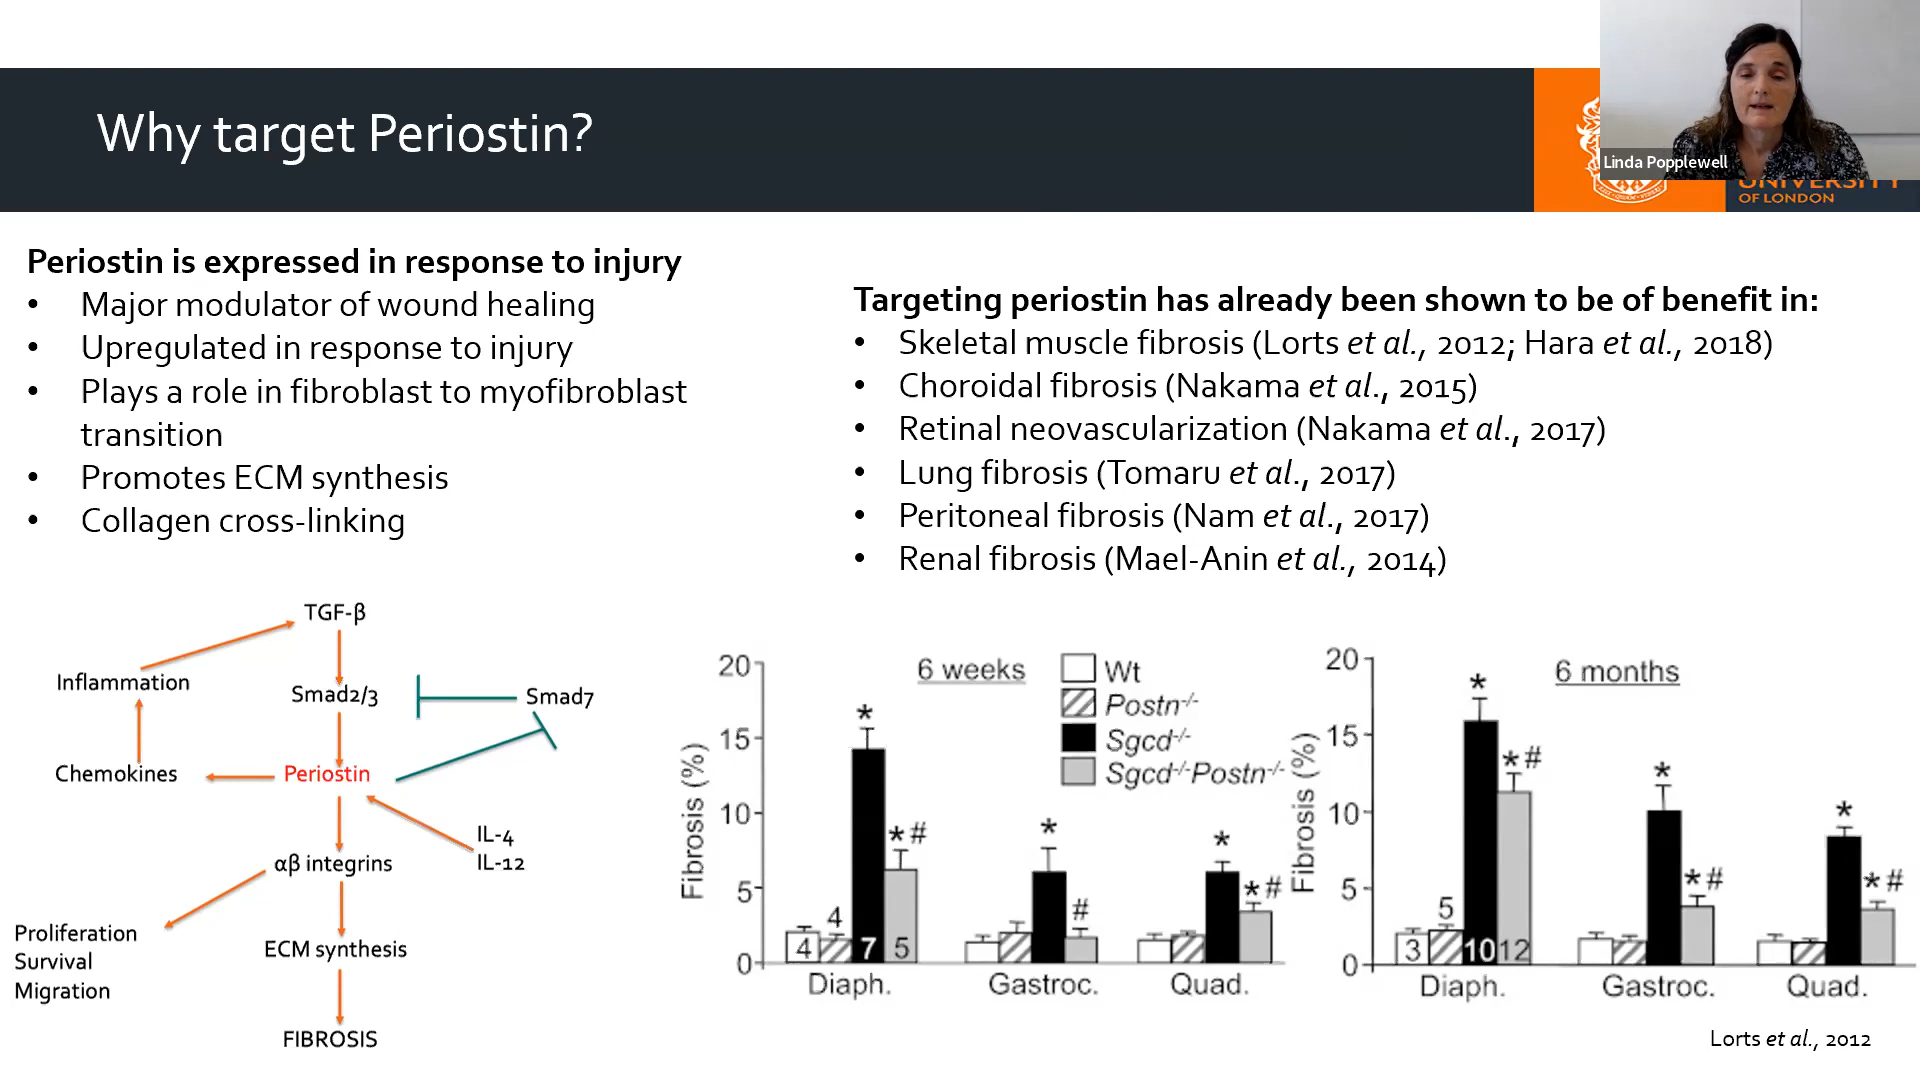 Why target Periostin?
Linda Popplewell
UNIVERSITY
OF LONDON
Periostin is expressed in response to injury
• Major modulator of wound healing
• Upregulated in response to injury
• Plays a role in fibroblast to myofibroblast
transition
• Promotes ECM synthesis
• Collagen cross-linking
Targeting periostin has already been shown to be of benefit in:
• Skeletal muscle fibrosis (Lorts et al., 2012; Hara et al., 2018)
• Choroidal fibrosis (Nakama et al., 2015)
• Retinal neovascularization (Nakama et al., 2017)
• Lung fibrosis (Tomaru et al., 2017)
• Peritoneal fibrosis (Nam et al., 2017)
• Renal fibrosis (Mael-Anin et al., 2014)
TGF-β
Inflammation
Smad2/3
Smad7
Chemokines
Periostin
IL-4
IL-12
αβ integrins
Proliferation
Survival
Migration
ECM synthesis
FIBROSIS
6 weeks
Wt
Postn-/-
Sgcd-/-
Sgcd-/-Postn-/-
Fibrosis (%)
20
15
10
5
0
* * # * # * * #
4 4 7 5
Diaph. Gastroc. Quad.
6 months
Fibrosis (%)
20
15
10
5
0
* * # * * # * * #
3 5 10 12
Diaph. Gastroc. Quad.
Lorts et al., 2012